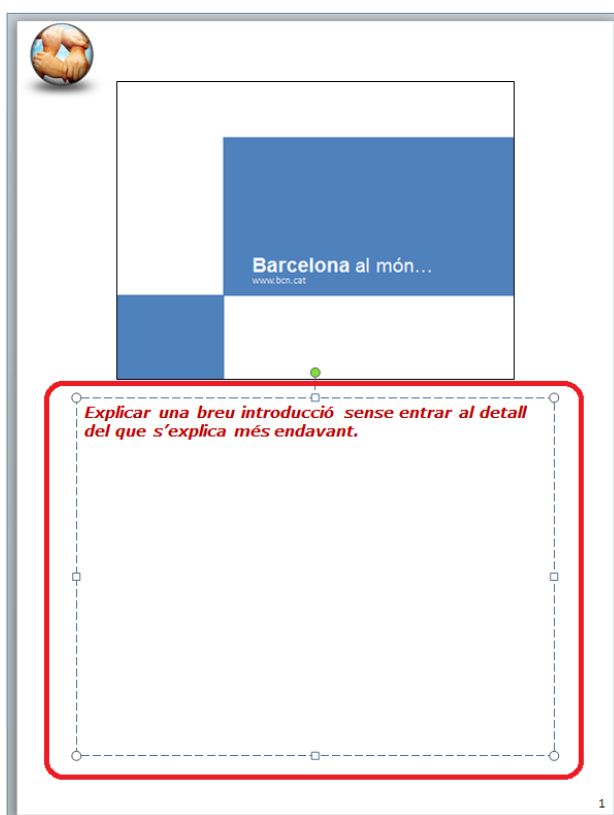 Barcelona al món...
www.bcn.cat
Explicar una breu introducció sense entrar al detall
del que s’explica més endavant.
1